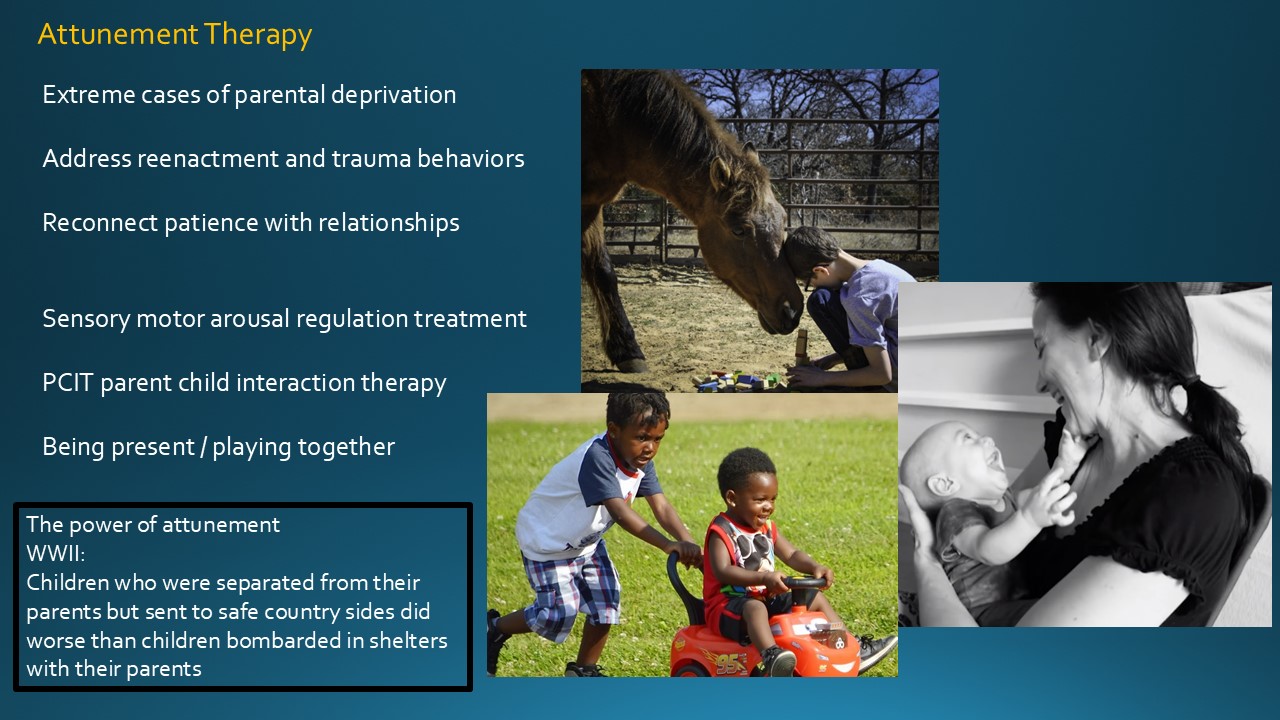 Attunement Therapy
Extreme cases of parental deprivation
Address reenactment and trauma behaviors
Reconnect patience with relationships
Sensory motor arousal regulation treatment
PCIT parent child interaction therapy
Being present / playing together
The power of attunement
WWII:
Children who were separated from their
parents but sent to safe country sides did
worse than children bombarded in shelters
with their parents
95